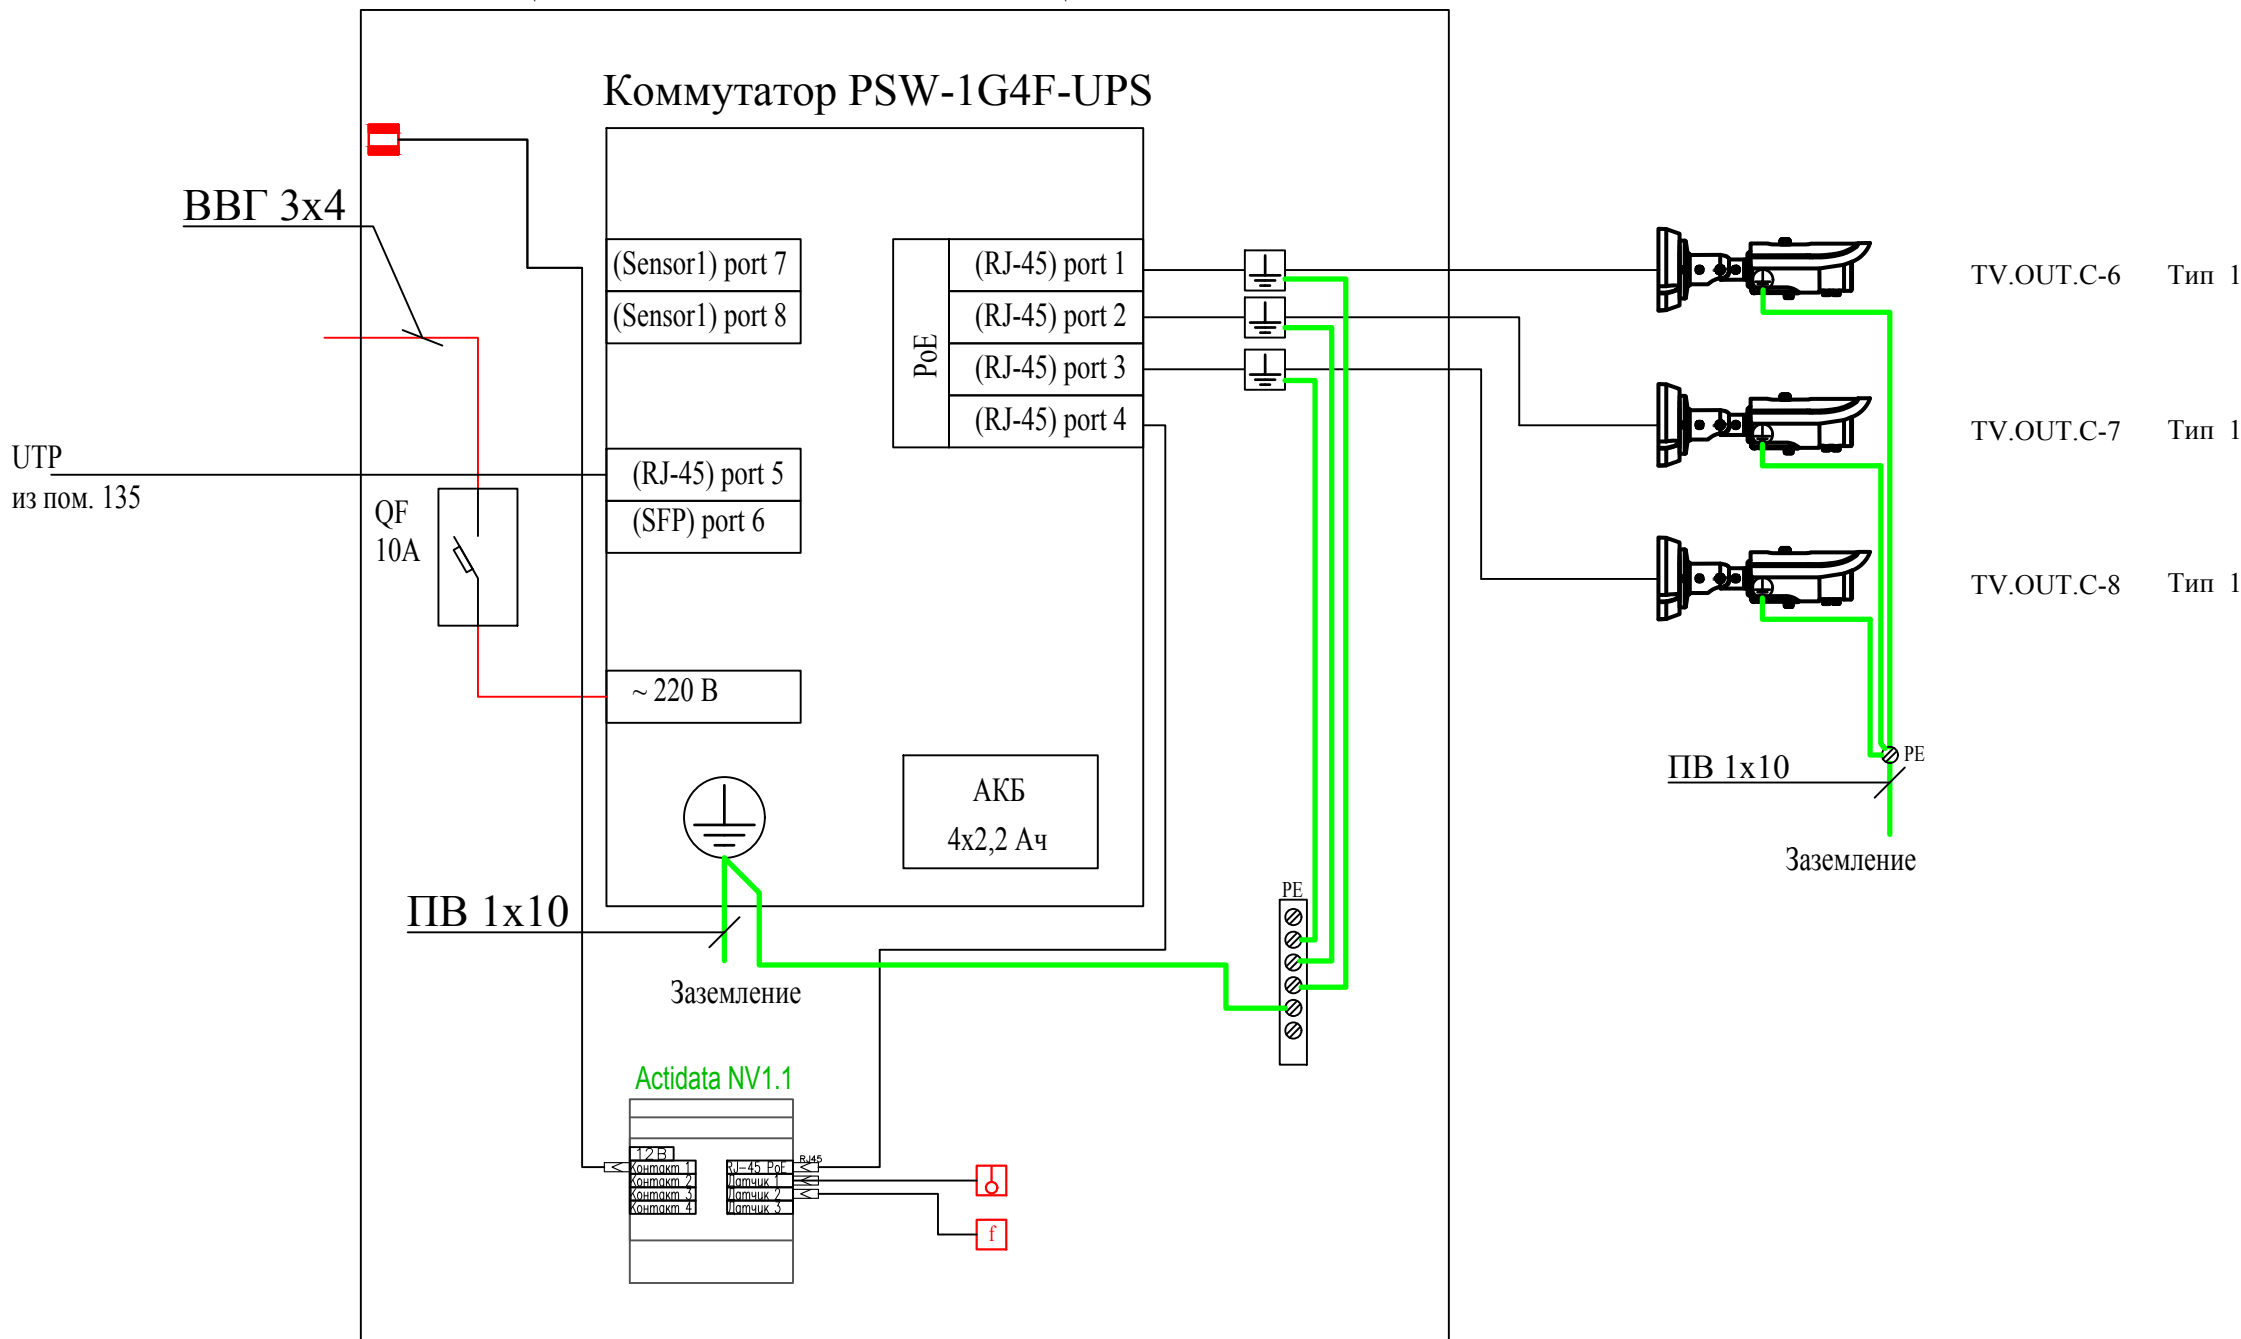 Коммутатор PSW-1G4F-UPS
ВВГ 3х4
(Sensor1) port 7
(Sensor1) port 8
PoE
(RJ-45) port 1
(RJ-45) port 2
(RJ-45) port 3
(RJ-45) port 4
TV.OUT.C-6 Тип 1
TV.OUT.C-7 Тип 1
TV.OUT.C-8 Тип 1
UTP
из пом. 135
QF
10А
(RJ-45) port 5
(SFP) port 6
~ 220 В
АКБ
4х2,2 Ач
ПВ 1х10
Заземление
PE
PE
ПВ 1х10
Заземление
Actidata NV1.1
12В
Контакт 1
Контакт 2
Контакт 3
Контакт 4
RJ-45 PoE
Датчик 1
Датчик 2
Датчик 3
RJ45
f